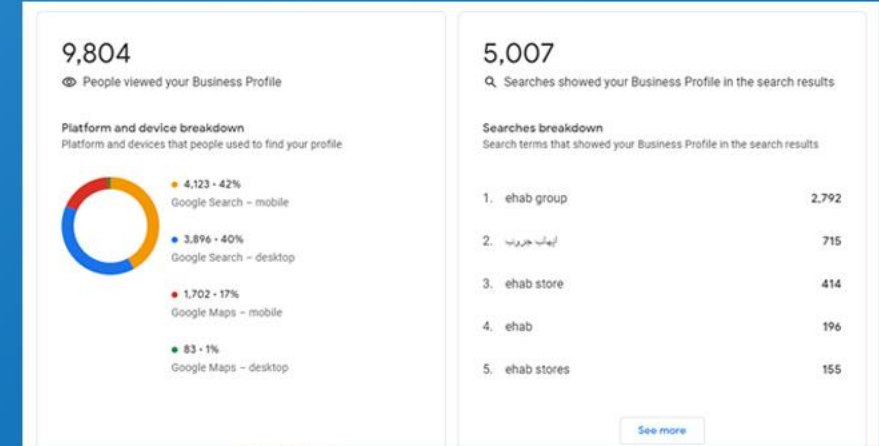 9,804
People viewed your Business Profile
Platform and device breakdown
Platform and devices that people used to find your profile
4,123 - 42%
Google Search – mobile
3,896 - 40%
Google Search – desktop
1,702 - 17%
Google Maps – mobile
83 - 1%
Google Maps – desktop
5,007
Searches showed your Business Profile in the search results
Searches breakdown
Search terms that showed your Business Profile in the search results
1. ehab group 2,792
2. ايهاب جروب 715
3. ehab store 414
4. ehab 196
5. ehab stores 155
See more